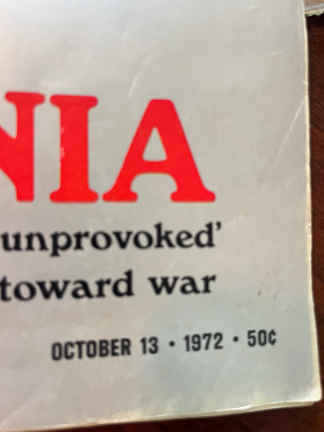 NIA
unprovoked’
toward war
OCTOBER 13 • 1972 • 50¢